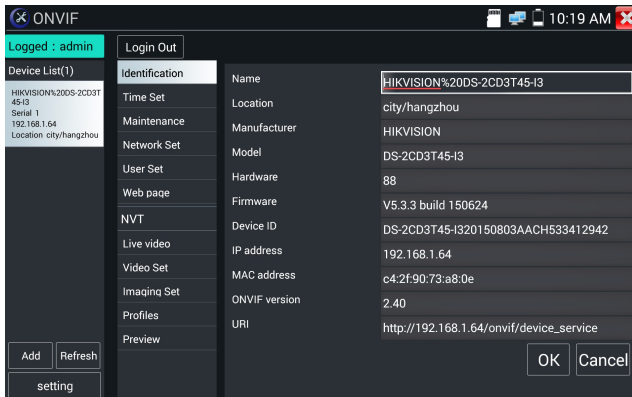 ONVIF
10:19 AM
Logged : admin
Login Out
Device List(1)
HIKVISION%20DS-2CD3T
45-I3
Serial 1
192.168.1.64
Location city/hangzhou
Add
Refresh
setting
Identification
Time Set
Maintenance
Network Set
User Set
Web page
NVT
Live video
Video Set
Imaging Set
Profiles
Preview
Name
HIKVISION%20DS-2CD3T45-I3
Location
city/hangzhou
Manufacturer
HIKVISION
Model
DS-2CD3T45-I3
Hardware
88
Firmware
V5.3.3 build 150624
Device ID
DS-2CD3T45-I320150803AACH533412942
IP address
192.168.1.64
MAC address
c4:2f:90:73:a8:0e
ONVIF version
2.40
URI
http://192.168.1.64/onvif/device_service
OK
Cancel